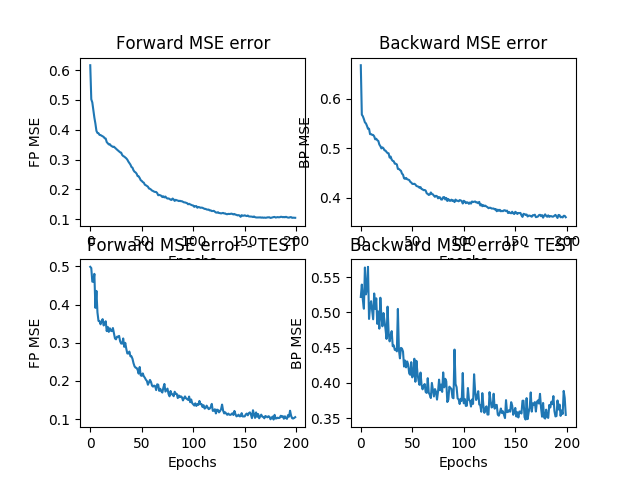 Forward MSE error
Backward MSE error
FP MSE
0.6
0.5
0.4
0.3
0.2
0.1
0 50 100 150 200
Epochs
BP MSE
0.6
0.4
0 50 100 150 200
Epochs
Forward MSE error - TEST
Backward MSE error - TEST
FP MSE
0.5
0.4
0.3
0.2
0.1
0 50 100 150 200
Epochs
BP MSE
0.55
0.50
0.45
0.40
0.35
0 50 100 150 200
Epochs